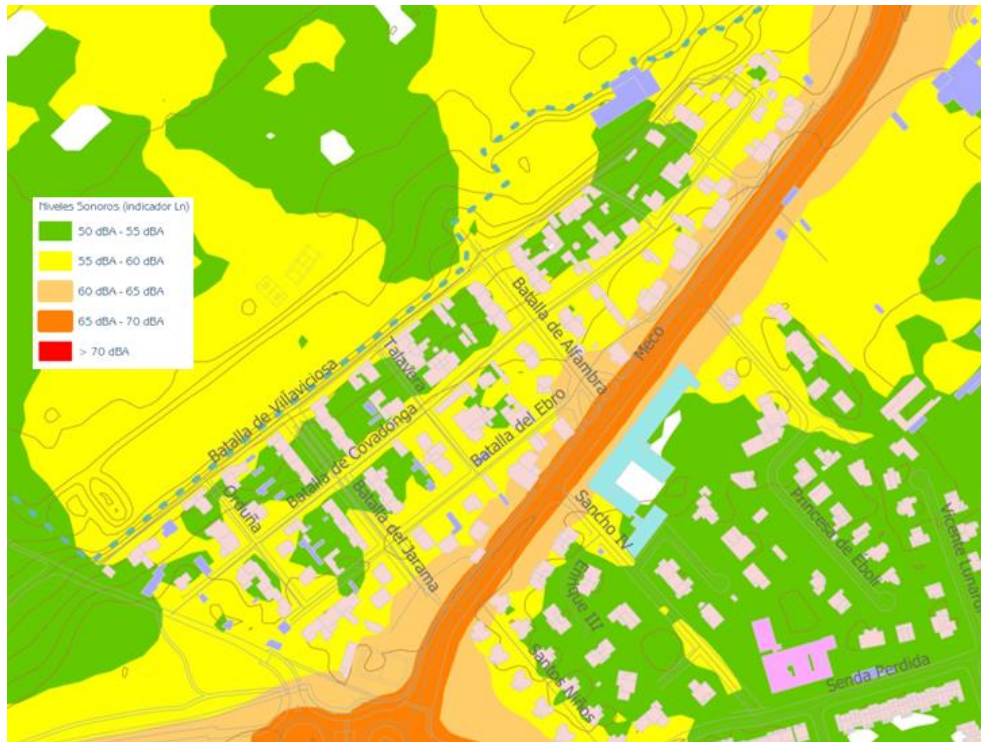 Niveles Sonoros (indicador Ln)
50 dBA - 55 dBA
55 dBA - 60 dBA
60 dBA - 65 dBA
65 dBA - 70 dBA
> 70 dBA
Batalla de Villaviciosa
Talavera
Batalla de Alfambra
Meco
Batalla de Covadonga
Batalla del Ebro
Orduña
Batalla del Jarama
Sancho IV
Enrique III
Santos Niños
Princesa de Eboli
Vicente Lunardi
Senda Perdida